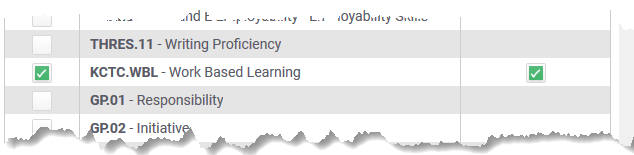 THRES.11 - Writing Proficiency
KCTC.WBL - Work Based Learning
GP.01 - Responsibility
GP.02 - Initiative